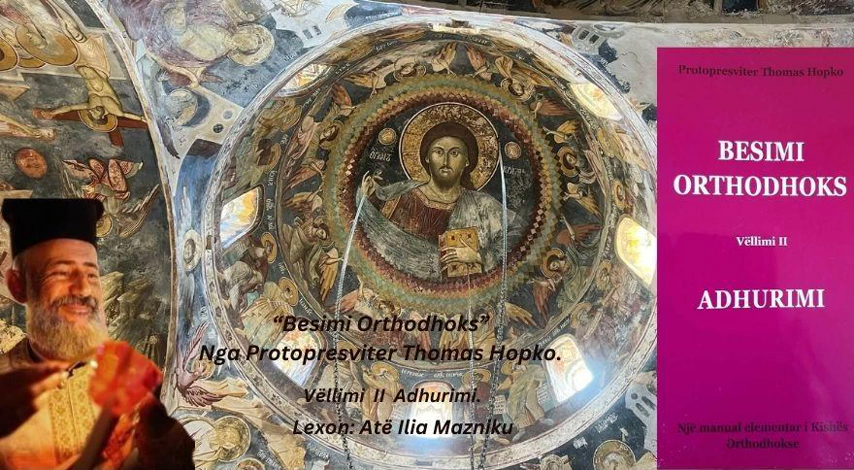 “Besimi Orthodhoks”
Nga Protopresviter Thomas Hopko.
Vëllimi II Adhurimi.
Lexon: Atë Ilia Mazniku
Protopresviter Thomas Hopko
BESIMI
ORTHODHOKS
Vëllimi II
ADHURIMI
Një manual elementar i Kishës
Orthodhokse